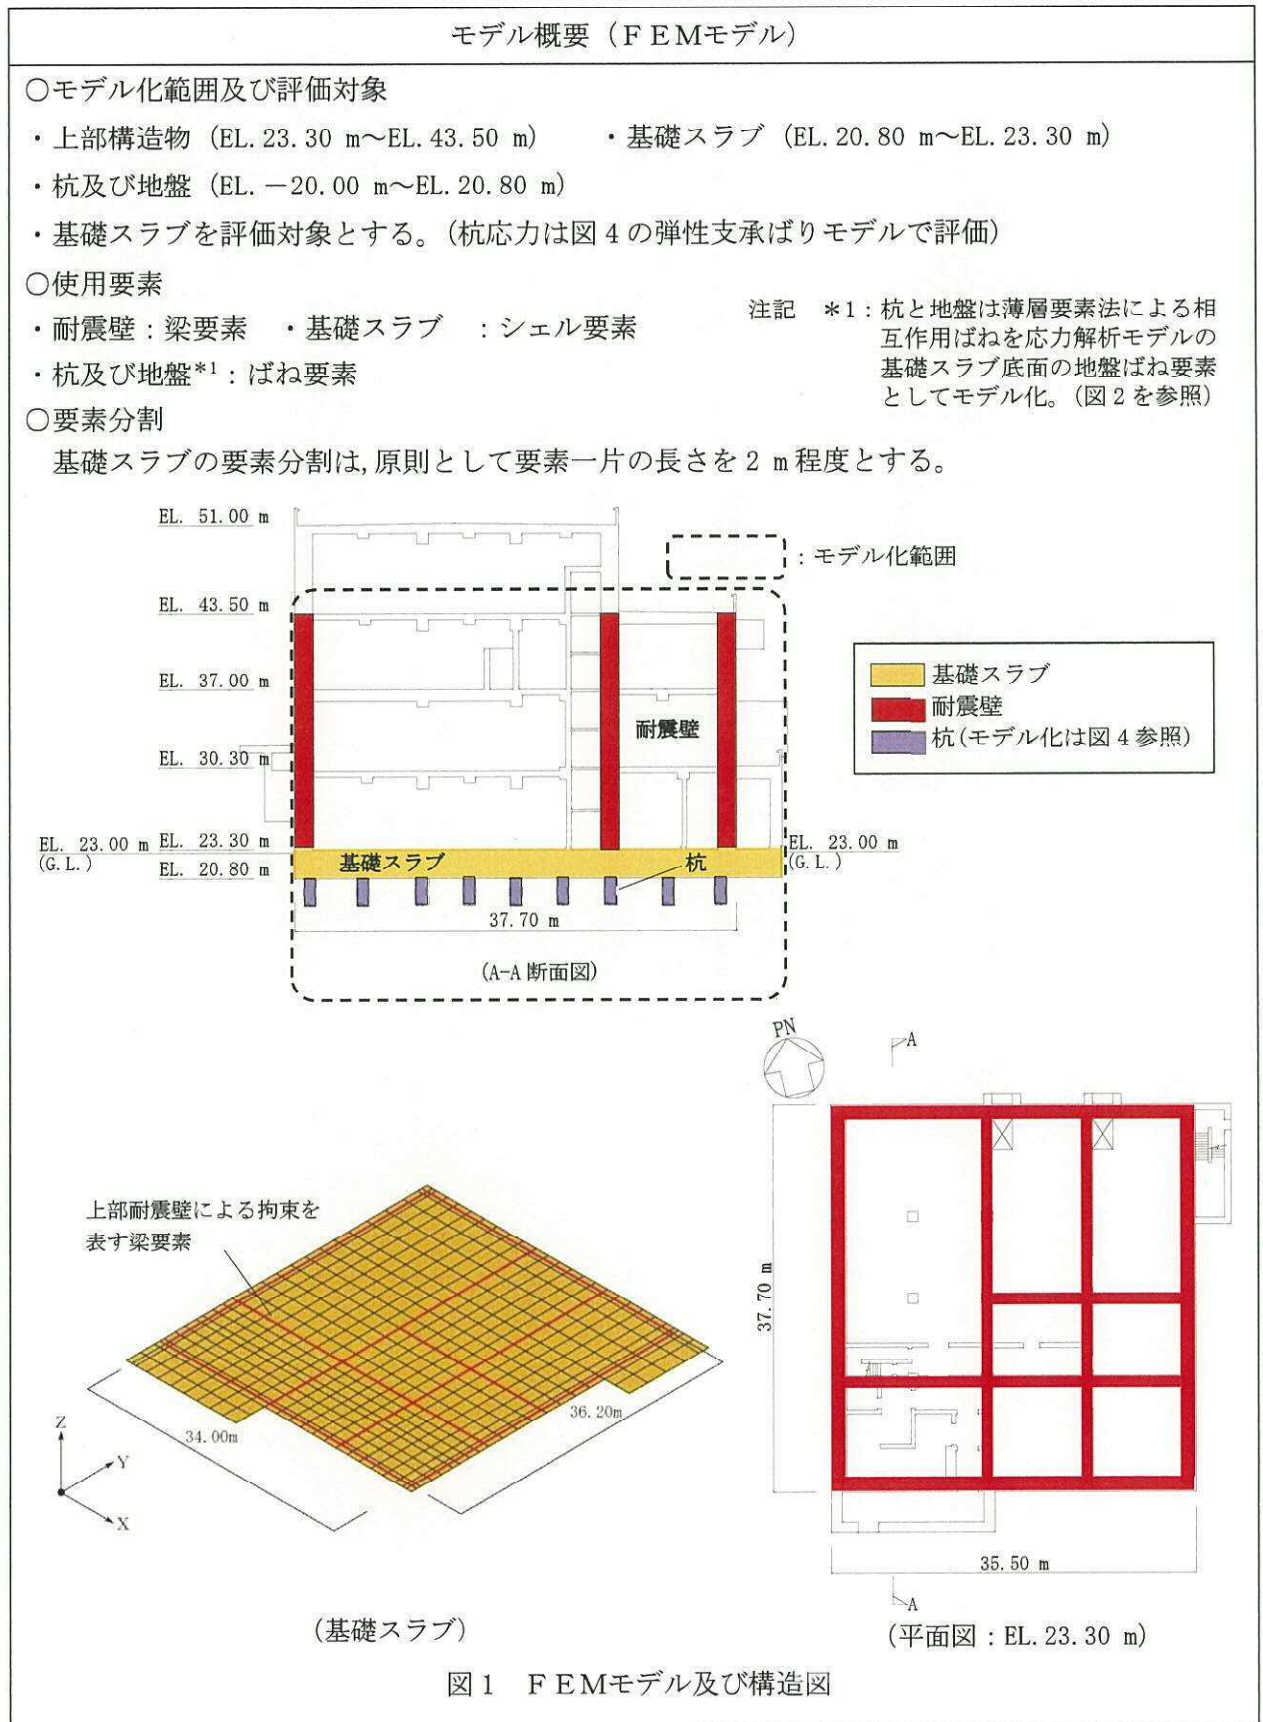 モデル概要（ＦＥＭモデル）
○モデル化範囲及び評価対象
・上部構造物（EL.23.30 m～EL.43.50 m）　・基礎スラブ（EL.20.80 m～EL.23.30 m）
・杭及び地盤（EL.－20.00 m～EL.20.80 m）
・基礎スラブを評価対象とする。（杭応力は図４の弾性支承ばりモデルで評価）
○使用要素
・耐震壁：梁要素　・基礎スラブ　：シェル要素
・杭及び地盤*1：ばね要素
注記　＊1：杭と地盤は薄層要素法による相
互作用ばねを応力解析モデルの
基礎スラブ底面の地盤ばね要素
としてモデル化。（図２を参照）
○要素分割
基礎スラブの要素分割は,原則として要素一片の長さを２ m程度とする。
EL. 51.00 m
：モデル化範囲
EL. 43.50 m
EL. 37.00 m
基礎スラブ
耐震壁
杭(モデル化は図４参照)
耐震壁
EL. 30.30 m
EL. 23.00 m
(G.L.)
EL. 23.30 m
EL. 20.80 m
基礎スラブ
杭
EL. 23.00 m
(G.L.)
37.70 m
(A-A 断面図)
PN
A
上部耐震壁による拘束を
表す梁要素
37.70 m
36.20m
34.00m
Z
Y
X
35.50 m
A
（基礎スラブ）
（平面図：EL.23.30 m）
図１　ＦＥＭモデル及び構造図